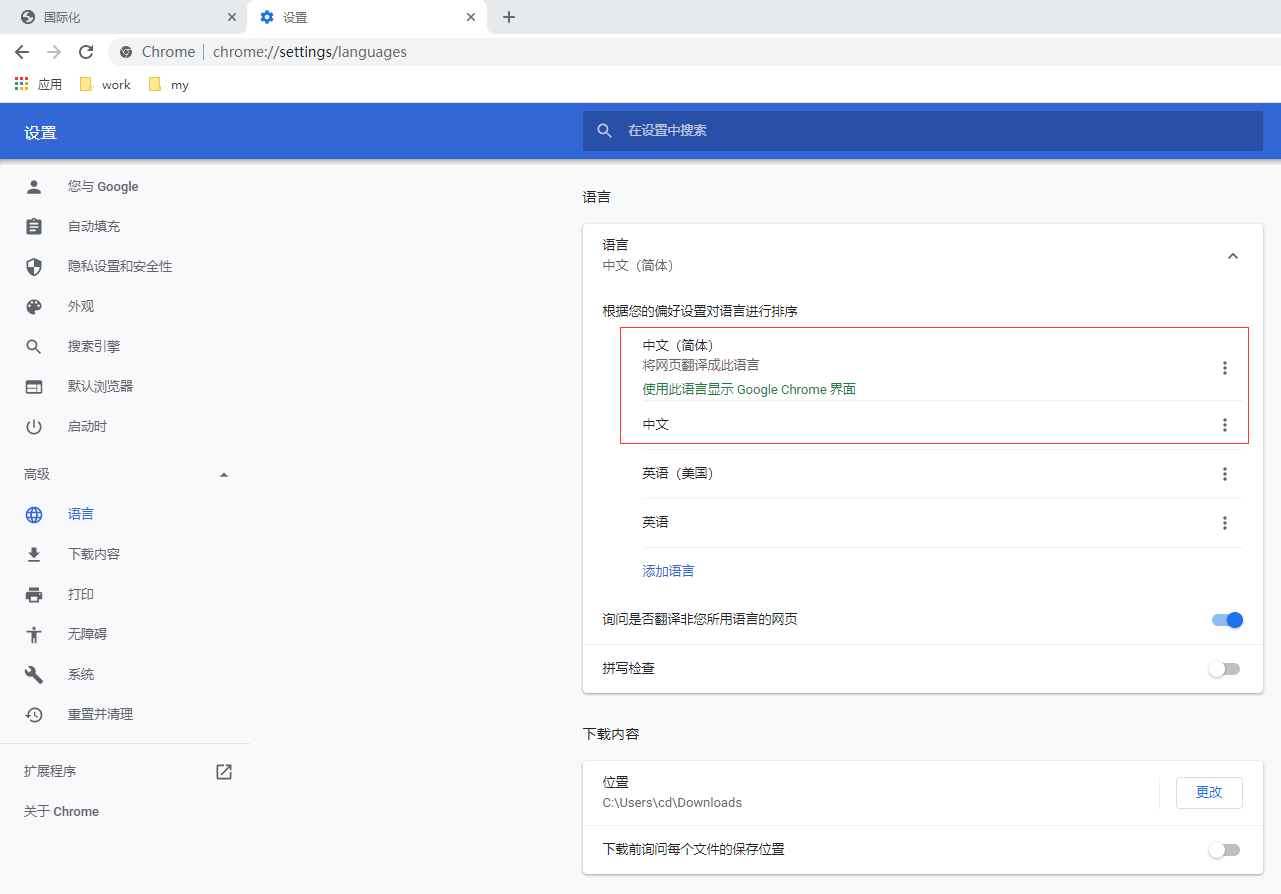 国际化
设置
Chrome
chrome://settings/languages
应用
work
my
设置
在设置中搜索
您与 Google
自动填充
隐私设置和安全性
外观
搜索引擎
默认浏览器
启动时
高级
语言
下载内容
打印
无障碍
系统
重置并清理
扩展程序
关于 Chrome
语言
语言
中文（简体）
根据您的偏好设置对语言进行排序
中文（简体）
将网页翻译成此语言
使用此语言显示 Google Chrome 界面
中文
英语（美国）
英语
添加语言
询问是否翻译非您所用语言的网页
拼写检查
下载内容
位置
C:\Users\cd\Downloads
更改
下载前询问每个文件的保存位置